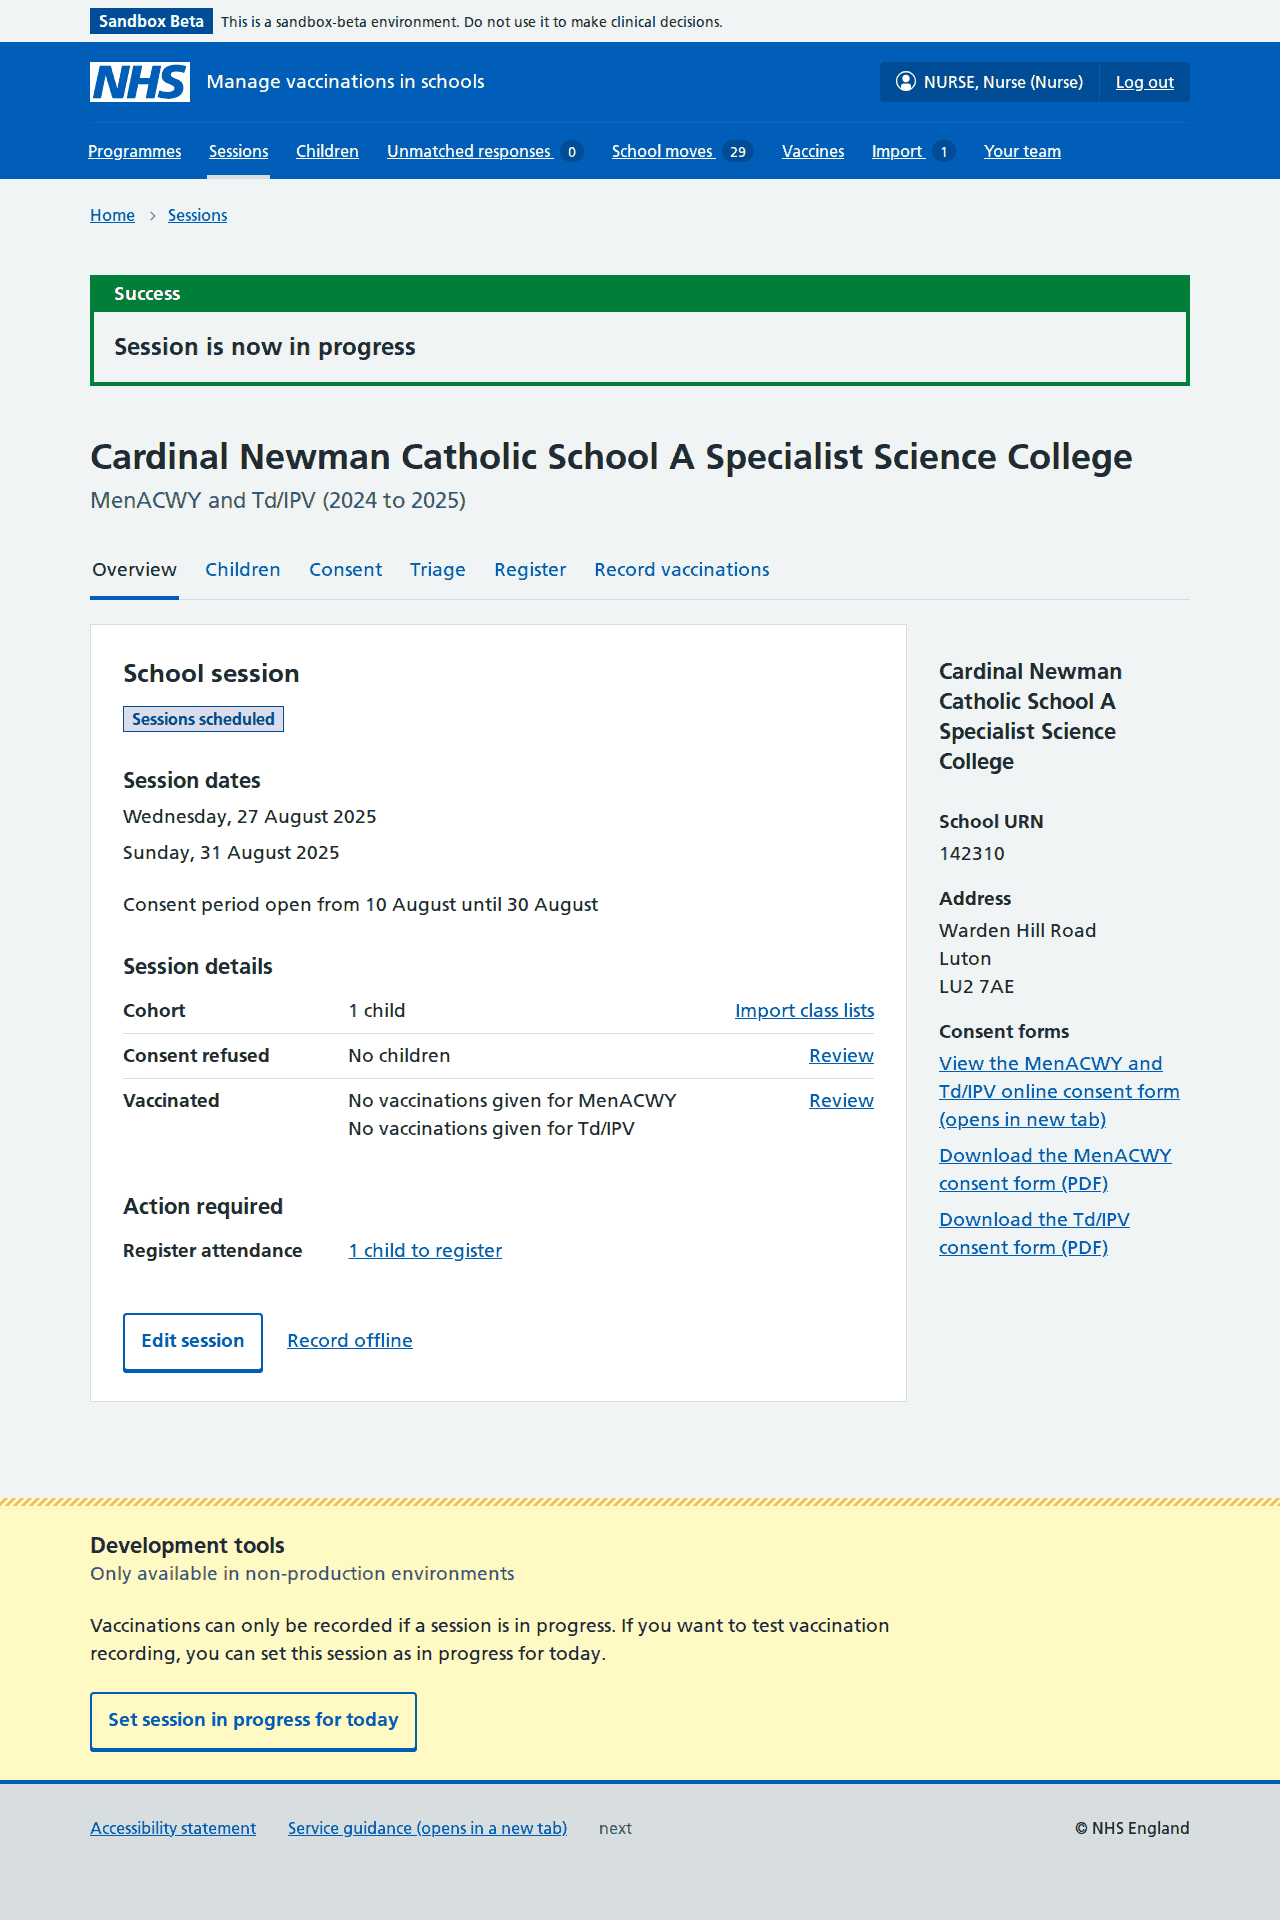 Sandbox Beta This is a sandbox-beta environment. Do not use it to make clinical decisions.
NHS Manage vaccinations in schools NURSE, Nurse (Nurse) Log out
Programmes Sessions Children Unmatched responses 0 School moves 29 Vaccines Import 1 Your team
Home › Sessions
Success
Session is now in progress
Cardinal Newman Catholic School A Specialist Science College
MenACWY and Td/IPV (2024 to 2025)
Overview Children Consent Triage Register Record vaccinations
School session
Sessions scheduled
Session dates
Wednesday, 27 August 2025
Sunday, 31 August 2025
Consent period open from 10 August until 30 August
Session details
Cohort 1 child Import class lists
Consent refused No children Review
Vaccinated No vaccinations given for MenACWY Review
No vaccinations given for Td/IPV
Action required
Register attendance 1 child to register
Edit session Record offline
Cardinal Newman
Catholic School A
Specialist Science
College
School URN
142310
Address
Warden Hill Road
Luton
LU2 7AE
Consent forms
View the MenACWY and
Td/IPV online consent form
(opens in new tab)
Download the MenACWY
consent form (PDF)
Download the Td/IPV
consent form (PDF)
Development tools
Only available in non-production environments
Vaccinations can only be recorded if a session is in progress. If you want to test vaccination
recording, you can set this session as in progress for today.
Set session in progress for today
Accessibility statement Service guidance (opens in a new tab) next © NHS England